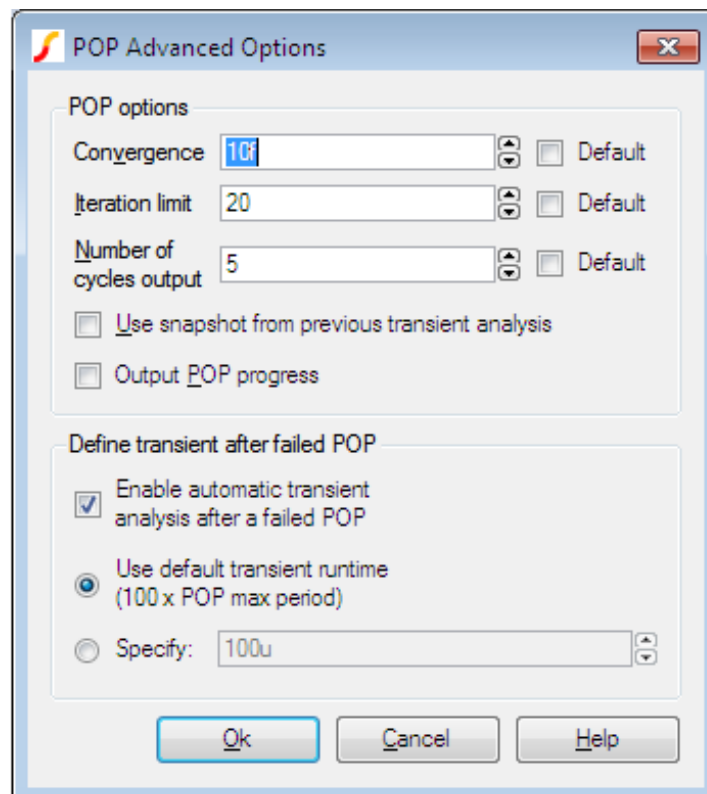 POP Advanced Options
POP options
Convergence 10f Default
Iteration limit 20 Default
Number of
cycles output 5 Default
Use snapshot from previous transient analysis
Output POP progress
Define transient after failed POP
Enable automatic transient
analysis after a failed POP
Use default transient runtime
(100 x POP max period)
Specify: 100u
Ok Cancel Help